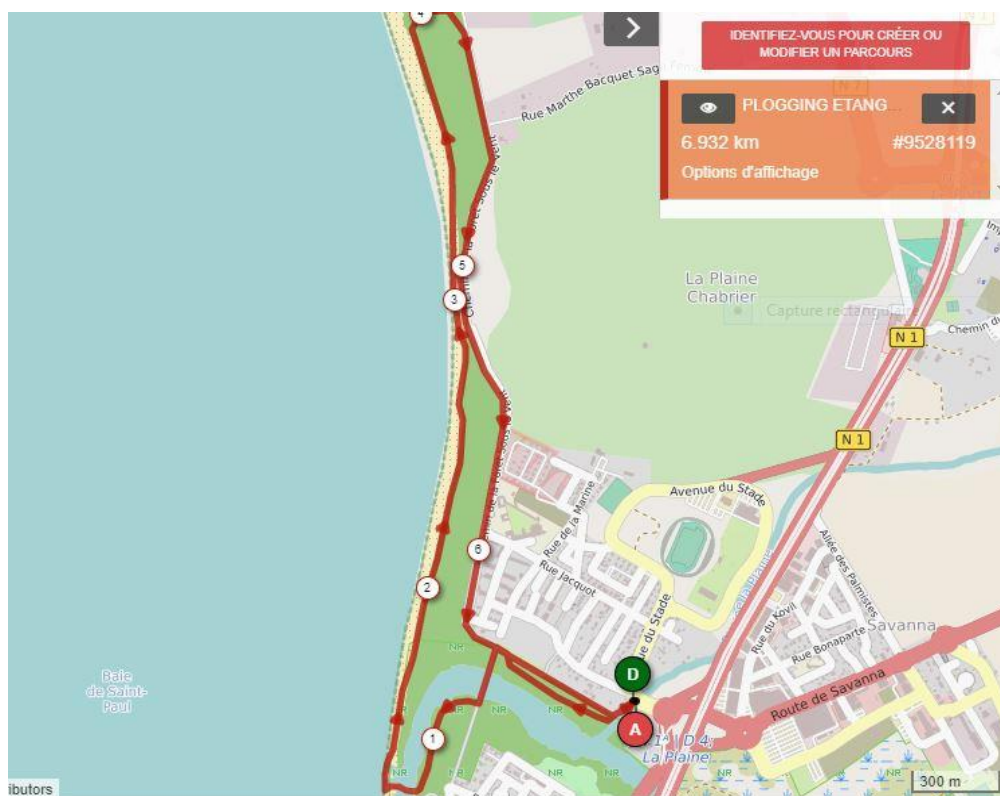 IDENTIFIEZ-VOUS POUR CRÉER OU
MODIFIER UN PARCOURS
PLOGGING ETANG...
6.932 km
#9528119
Options d'affichage
4
Rue Marthe Bacquet
5
3
La Plaine
Chabrier
Capture rectangulaire
N 1
Chemin du
N 1
Avenue du Stade
Rue de la Marine
6
Rue Jacquot
Allée des Palmistes
2
Rue du Kovil
Savanna
Rue Bonaparte
NR
Baie
de Saint-
Paul
D
Route de Savanna
NR
NR
NR
1
A
La Plaine
NR
NR
300 m
ibutors